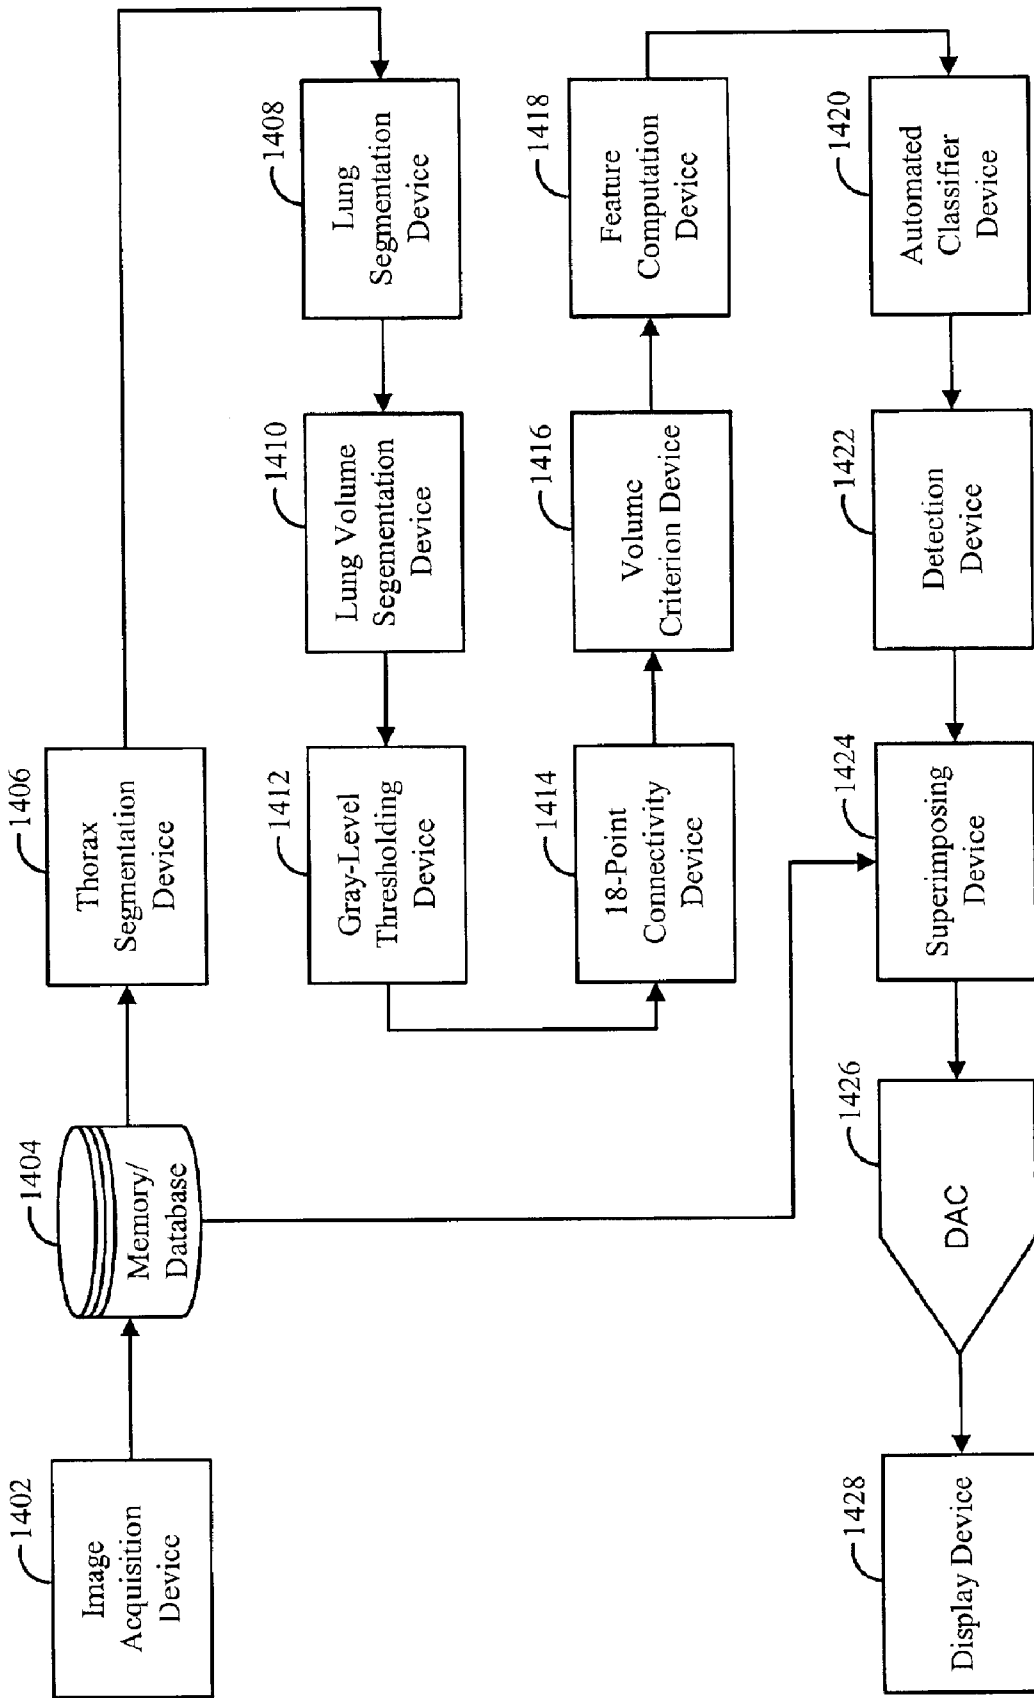 1402
Image
Acquisition
Device
1404
Memory/
Database
1406
Thorax
Segmentation
Device
1408
Lung
Segmentation
Device
1410
Lung Volume
Segementation
Device
1412
Gray-Level
Thresholding
Device
1414
18-Point
Connectivity
Device
1416
Volume
Criterion Device
1418
Feature
Computation
Device
1420
Automated
Classifier
Device
1422
Detection
Device
1424
Superimposing
Device
1426
DAC
1428
Display Device